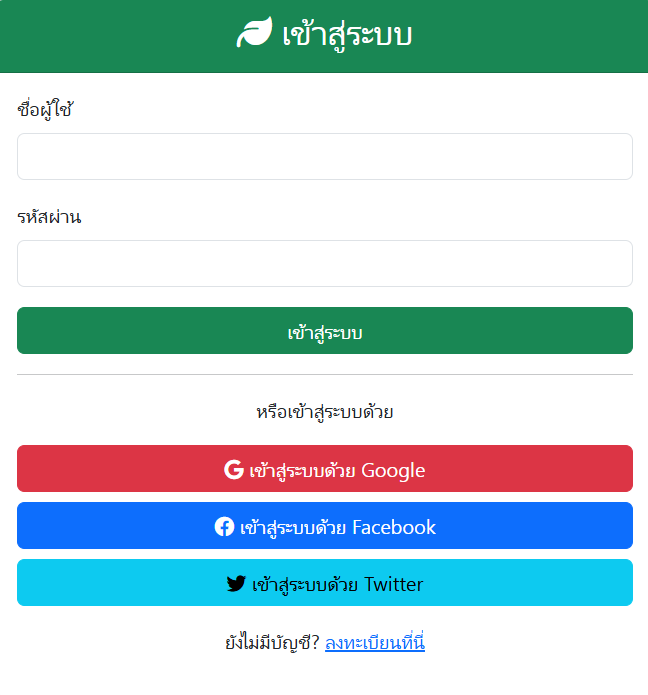 เข้าสู่ระบบ
ชื่อผู้ใช้
รหัสผ่าน
เข้าสู่ระบบ
หรือเข้าสู่ระบบด้วย
เข้าสู่ระบบด้วย Google
เข้าสู่ระบบด้วย Facebook
เข้าสู่ระบบด้วย Twitter
ยังไม่มีบัญชี? ลงทะเบียนที่นี่